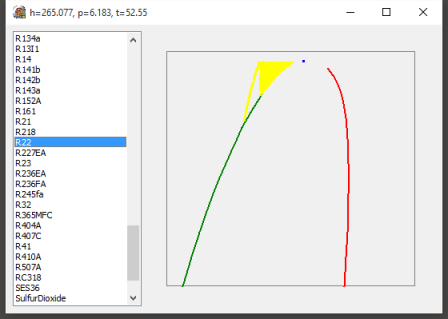 h=265.077, p=6.183, t=52.55
R134a
R13I1
R14
R141b
R142b
R143a
R152A
R161
R21
R218
R22
R227EA
R23
R236EA
R236FA
R245fa
R32
R365MFC
R404A
R407C
R41
R410A
R507A
RC318
SES36
SulfurDioxide